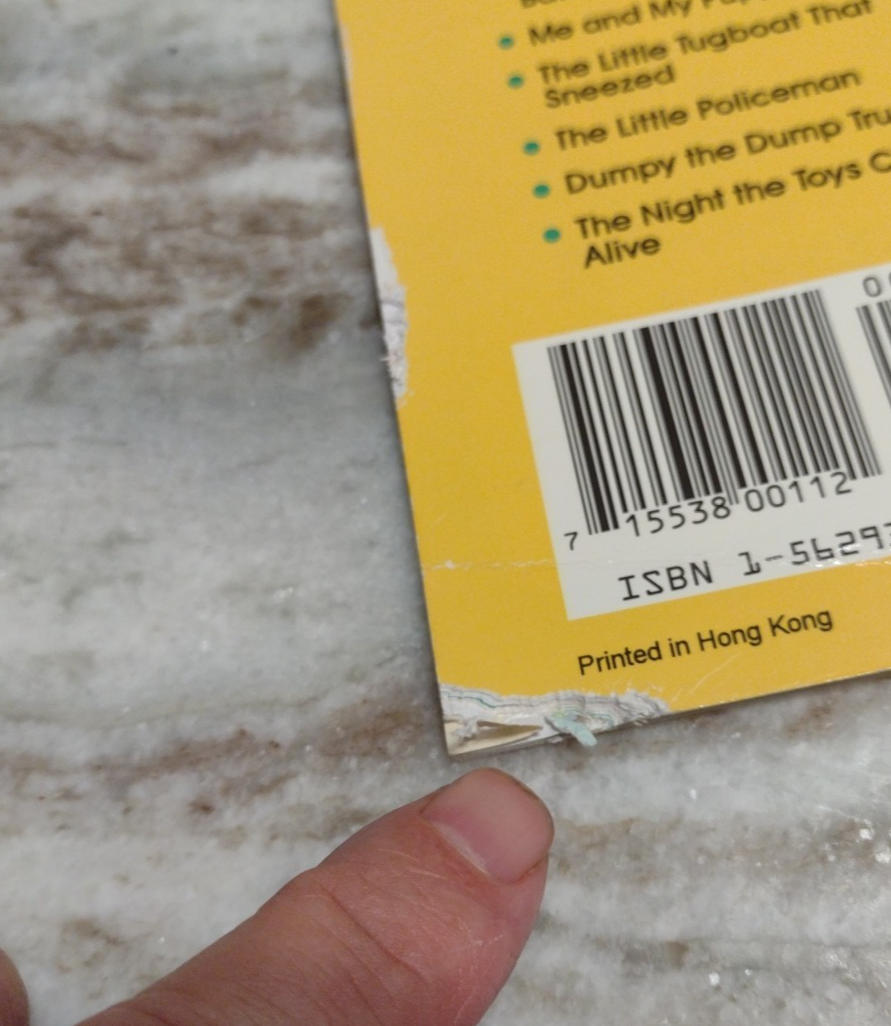 Me and My
The Little Tugboat That
Sneezed
The Little Policeman
Dumpy the Dump
The Night the Toys
Alive
7 15538 00112
ISBN 1-5629
Printed in Hong Kong